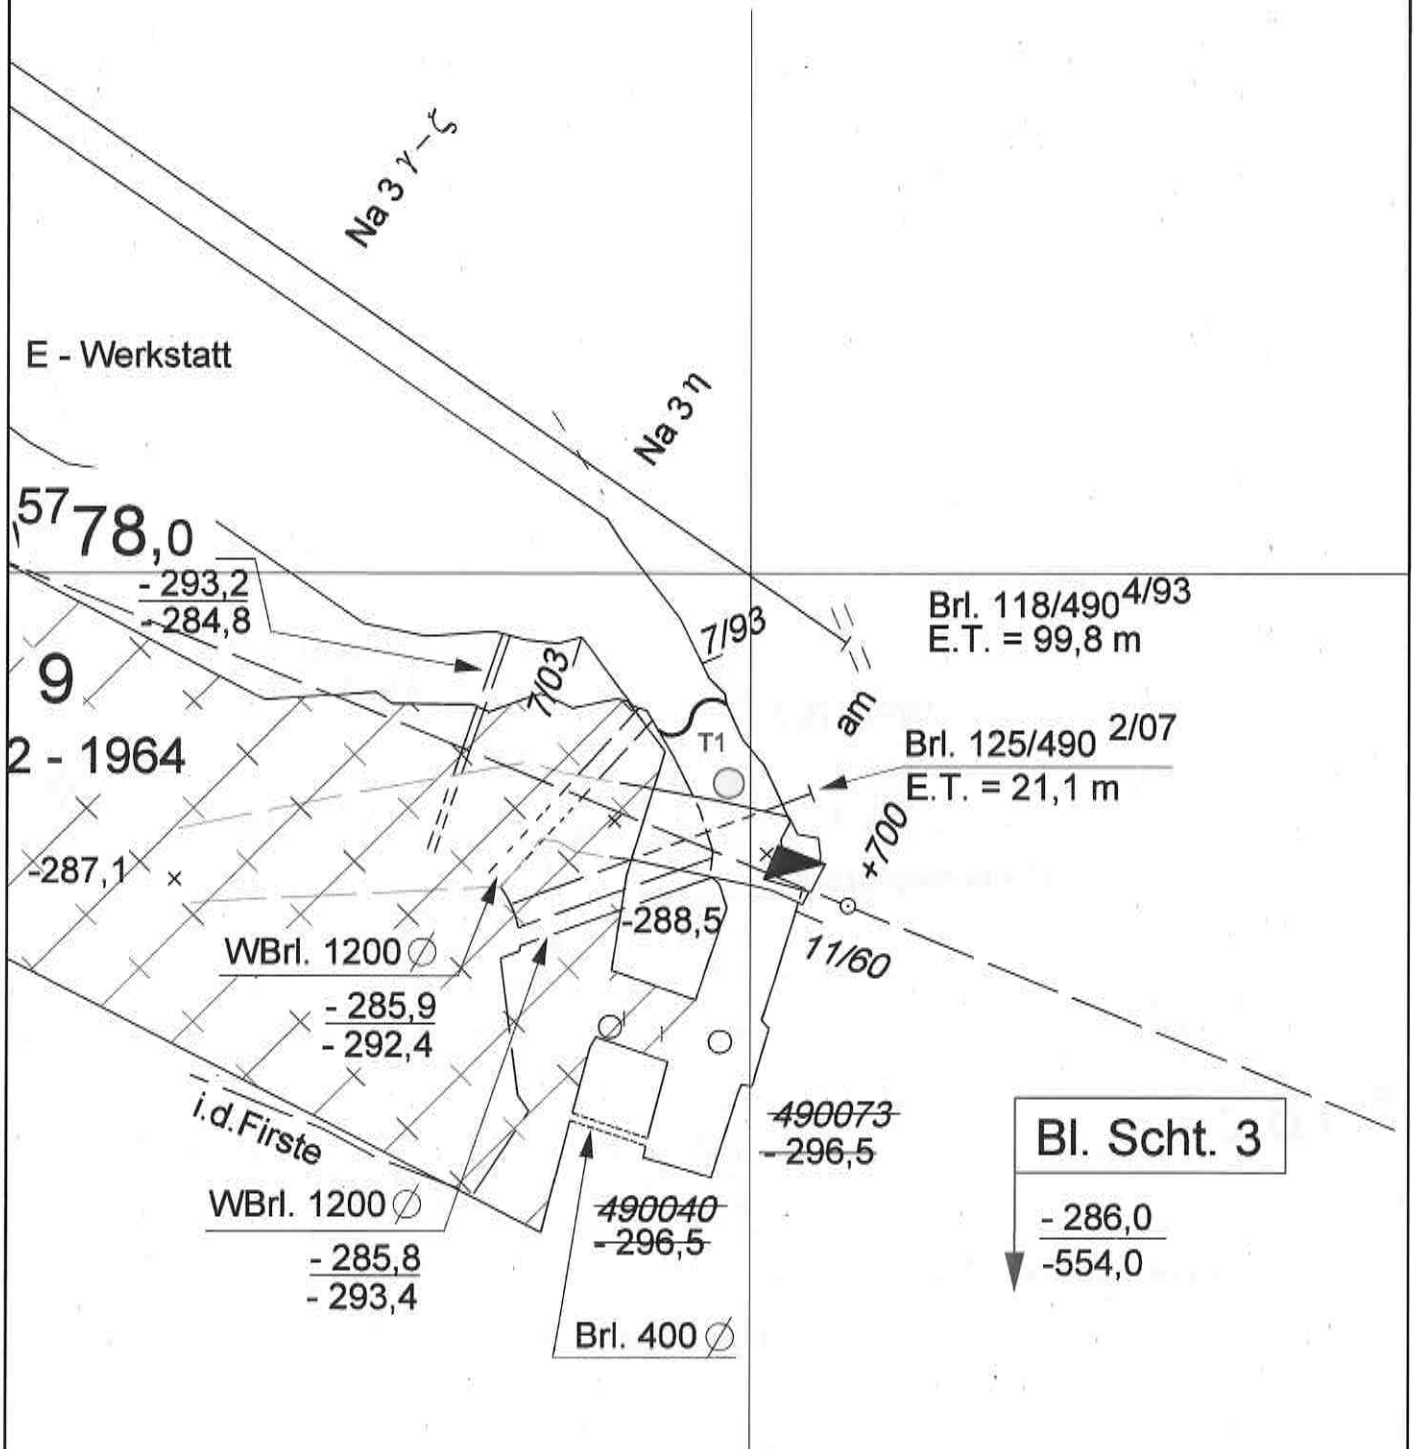 Na 3 γ – ζ
E - Werkstatt
Na 3 η
5778,0
- 293,2
- 284,8
9
2 - 1964
-287,1
7/03
7/93
T1
am
Brl. 118/490 4/93
E.T. = 99,8 m
Brl. 125/490 2/07
E.T. = 21,1 m
+700
11/60
-288,5
WBrl. 1200 ∅
- 285,9
- 292,4
i.d.Firste
WBrl. 1200 ∅
- 285,8
- 293,4
490073
- 296,5
490040
- 296,5
Brl. 400 ∅
Bl. Scht. 3
- 286,0
-554,0